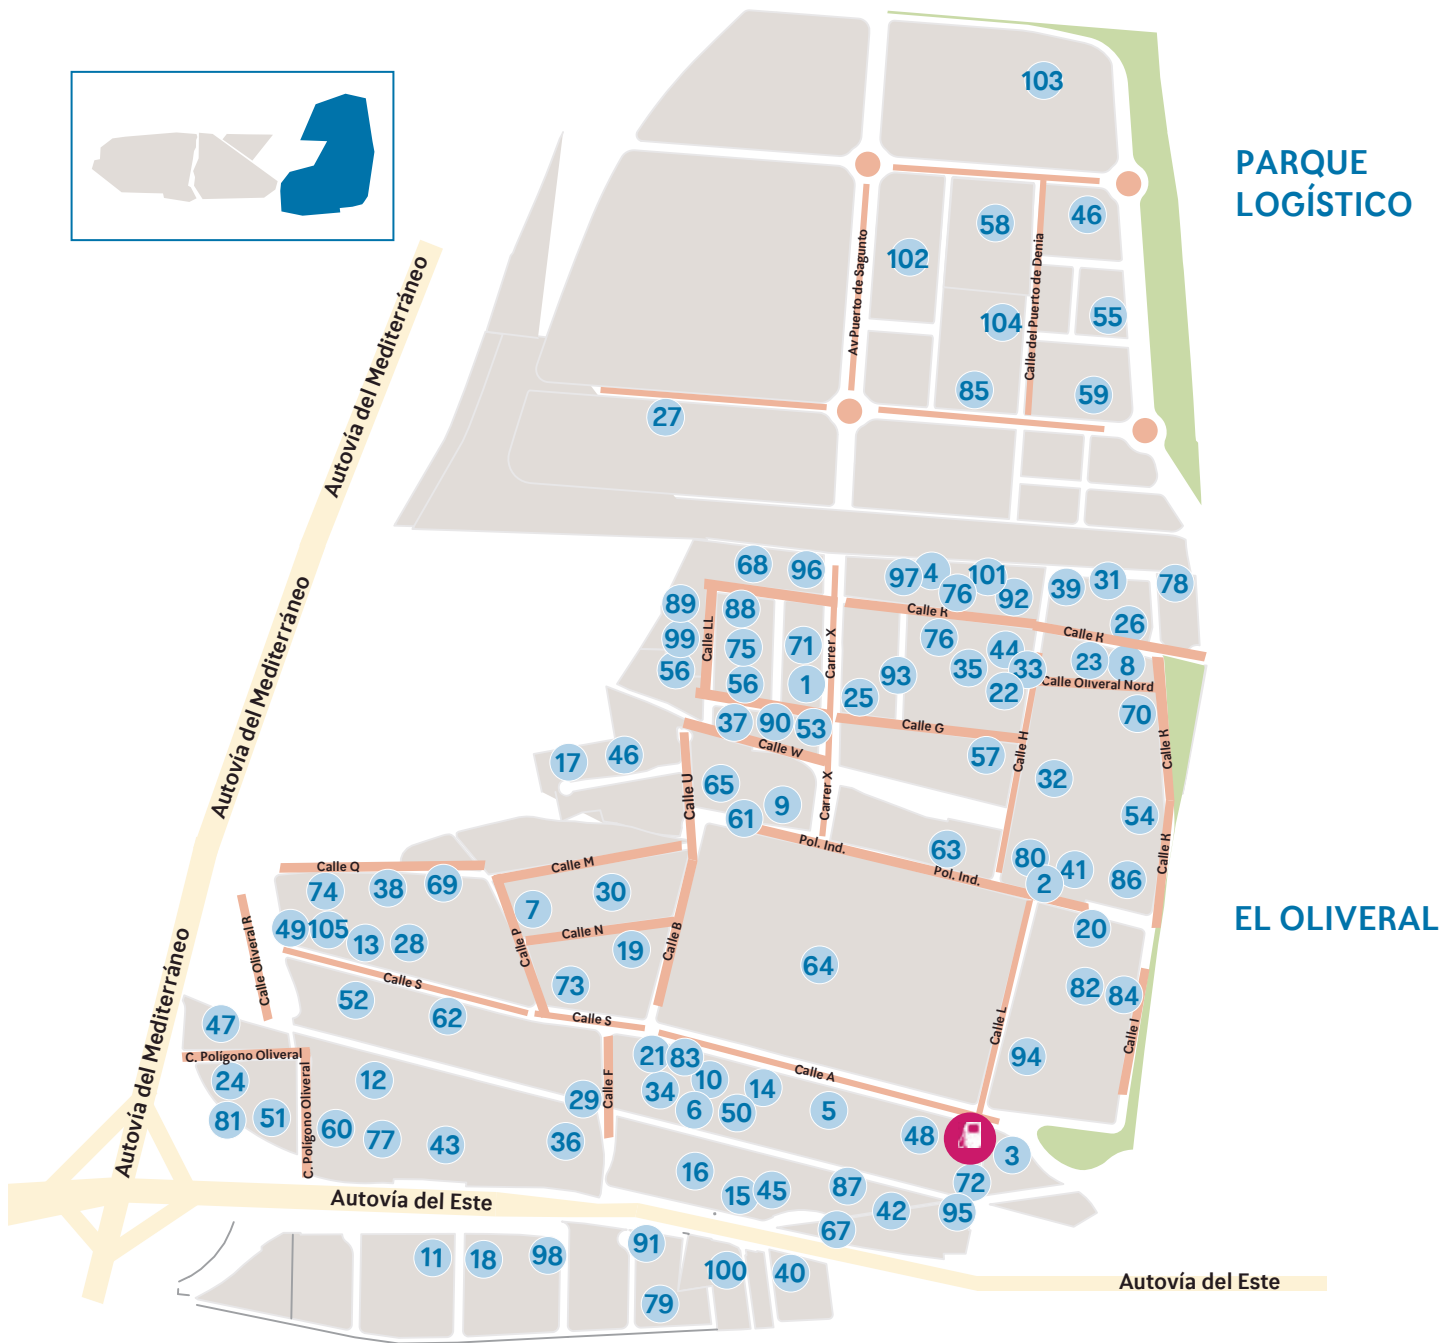 103
PARQUE
LOGÍSTICO
46
58
102
Av Puerto de Sagunto
Calle del Puerto de Denia
104
55
85
59
27
Autovía del Mediterráneo
68
96
97
4
101
76
92
39
31
78
89
88
Calle K
26
99
75
71
Calle LL
Carrer X
76
44
Calle K
56
56
1
93
35
33
23
8
25
22
Calle Oliveral Nord
37
90
53
Calle G
70
Calle W
17
46
57
Calle H
Calle K
65
9
32
Calle U
Carrer X
61
54
Autovía del Mediterráneo
Pol. Ind.
63
80
41
Calle K
Calle Q
Calle M
Pol. Ind.
2
86
74
38
69
30
7
EL OLIVERAL
49
105
13
28
Calle N
20
Calle Oliveral R
Calle P
19
Calle B
64
Calle S
73
82
84
52
62
Calle S
Calle L
Calle I
47
Autovía del Mediterráneo
C. Polígono Oliveral
21
83
Calle A
94
24
12
10
14
34
29
Calle F
6
50
5
81
51
C. Polígono Oliveral
60
77
43
36
48
3
16
72
15
45
87
42
95
Autovía del Este
67
11
18
98
91
100
40
Autovía del Este
79